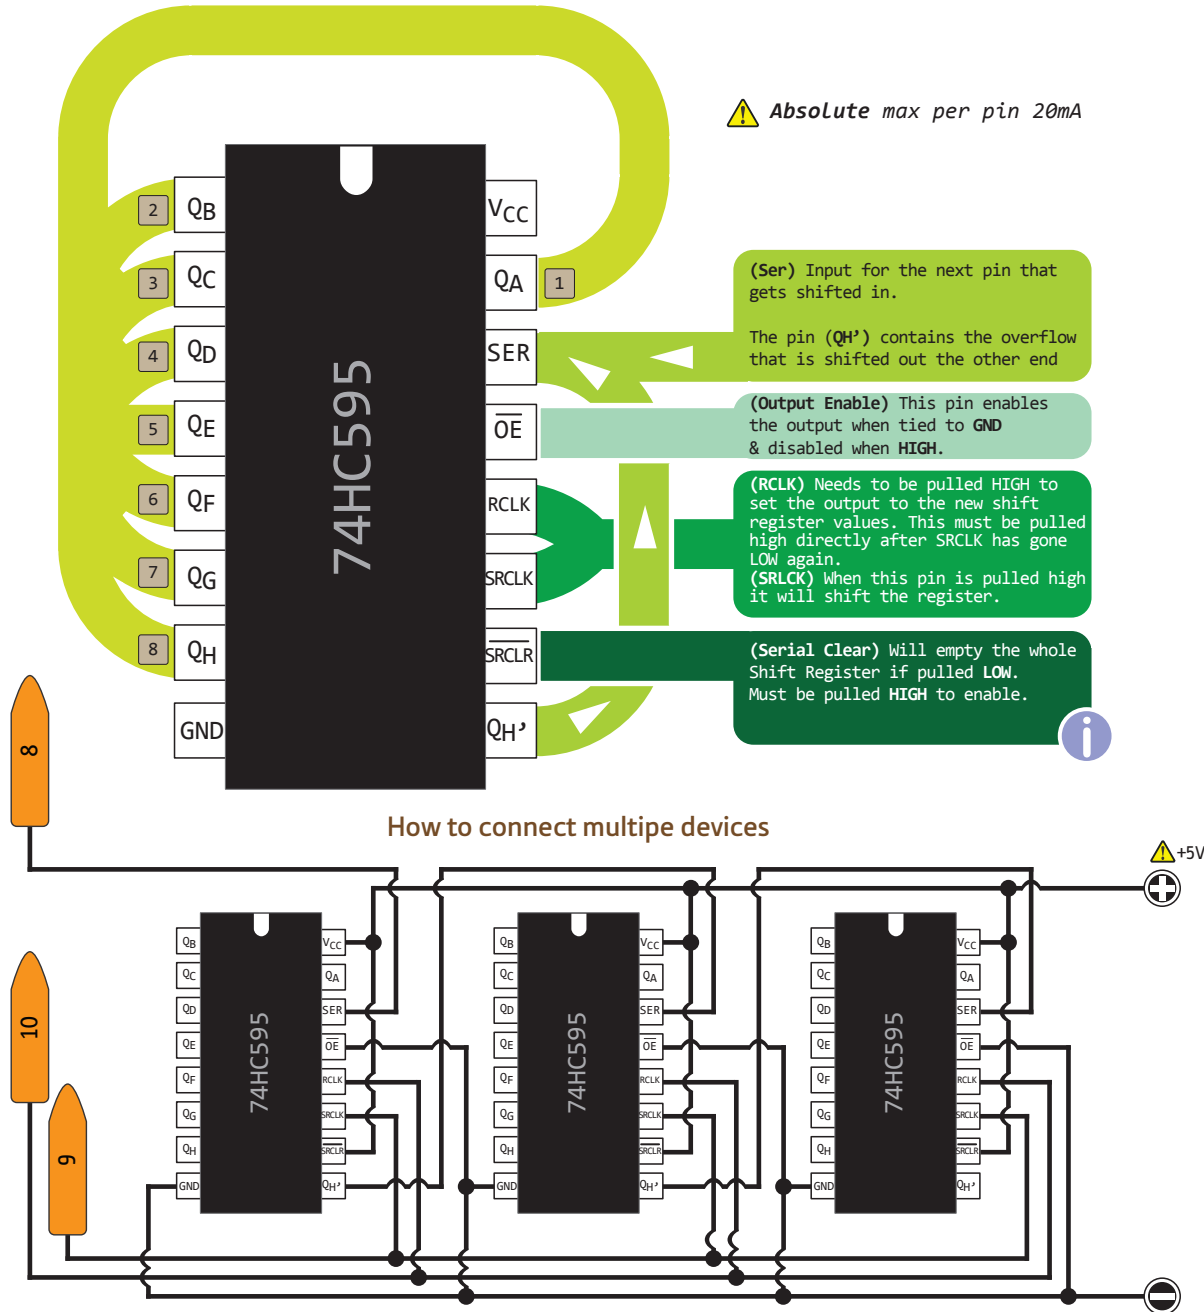 Absolute max per pin 20mA
2 QB
VCC
3 QC
QA 1
4 QD
SER
5 QE
OE
6 QF
RCLK
7 QG
SRCLK
8 QH
SRCLR
GND
QH’
74HC595
(Ser) Input for the next pin that
gets shifted in.
The pin (QH’) contains the overflow
that is shifted out the other end
(Output Enable) This pin enables
the output when tied to GND
& disabled when HIGH.
(RCLK) Needs to be pulled HIGH to
set the output to the new shift
register values. This must be pulled
high directly after SRCLK has gone
LOW again.
(SRLCK) When this pin is pulled high
it will shift the register.
(Serial Clear) Will empty the whole
Shift Register if pulled LOW.
Must be pulled HIGH to enable.
i
8
How to connect multipe devices
+5V
10
9
QB
QC
QD
QE
QF
QG
QH
GND
74HC595
VCC
QA
SER
OE
RCLK
SRCLK
SRCLR
QH’
QB
QC
QD
QE
QF
QG
QH
GND
74HC595
VCC
QA
SER
OE
RCLK
SRCLK
SRCLR
QH’
QB
QC
QD
QE
QF
QG
QH
GND
74HC595
VCC
QA
SER
OE
RCLK
SRCLK
SRCLR
QH’